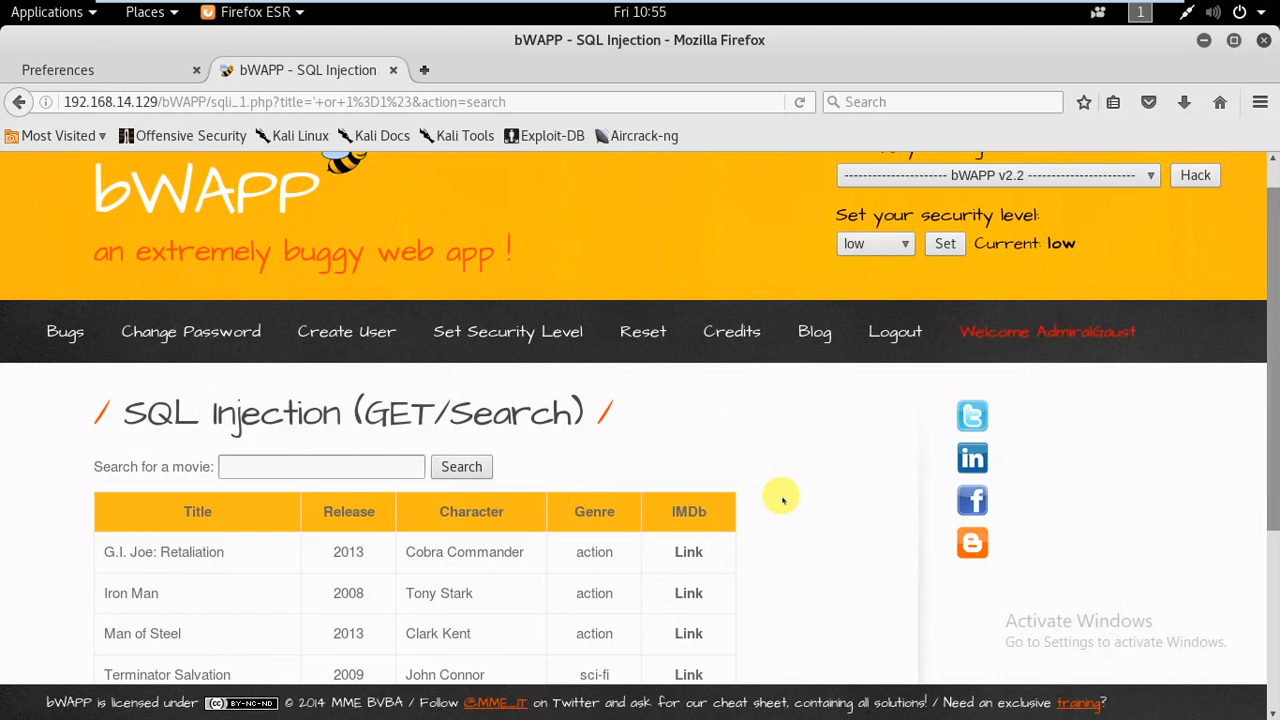 Applications Places Firefox ESR Fri 10:55 1
bWAPP - SQL Injection - Mozilla Firefox
Preferences bWAPP - SQL Injection
192.168.14.129/bWAPP/sqli_1.php?title='+or+1%3D1%23&action=search Search
Most Visited Offensive Security Kali Linux Kali Docs Kali Tools Exploit-DB Aircrack-ng
bWAPP
---------------------- bWAPP v2.2 ----------------------- Hack
an extremely buggy web app !
Set your security level:
low Set Current: low
Bugs Change Password Create User Set Security Level Reset Credits Blog Logout Welcome AdmiralGaust
/ SQL Injection (GET/Search) /
Search for a movie: Search
Title Release Character Genre IMDb
G.I. Joe: Retaliation 2013 Cobra Commander action Link
Iron Man 2008 Tony Stark action Link
Man of Steel 2013 Clark Kent action Link
Terminator Salvation 2009 John Connor sci-fi Link
Activate Windows
Go to Settings to activate Windows.
bWAPP is licensed under CC BY-NC-ND © 2014 MME BVBA / Follow @MME_IT on Twitter and ask for our cheat sheet, containing all solutions! / Need an exclusive training?